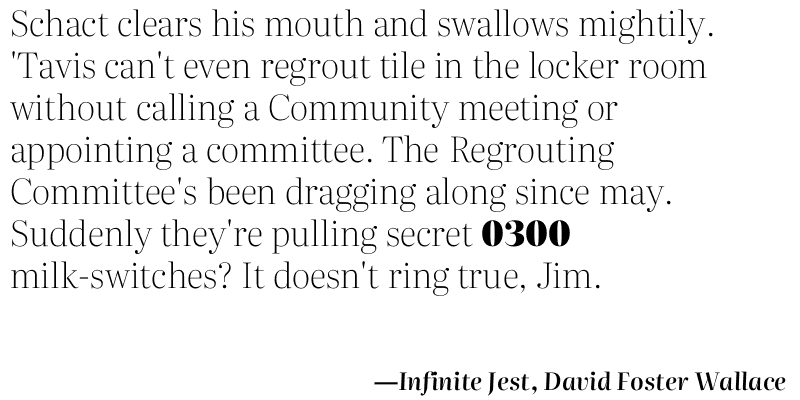 Schact clears his mouth and swallows mightily.
'Tavis can't even regrout tile in the locker room
without calling a Community meeting or
appointing a committee. The Regrouting
Committee's been dragging along since may.
Suddenly they're pulling secret 0300
milk-switches? It doesn't ring true, Jim.
—Infinite Jest, David Foster Wallace